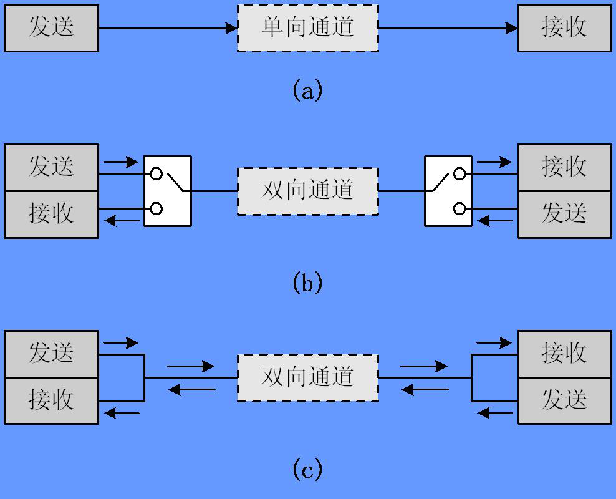 发送 单向通道 接收
(a)
发送 接收
双向通道
接收 发送
(b)
发送 接收
双向通道
接收 发送
(c)